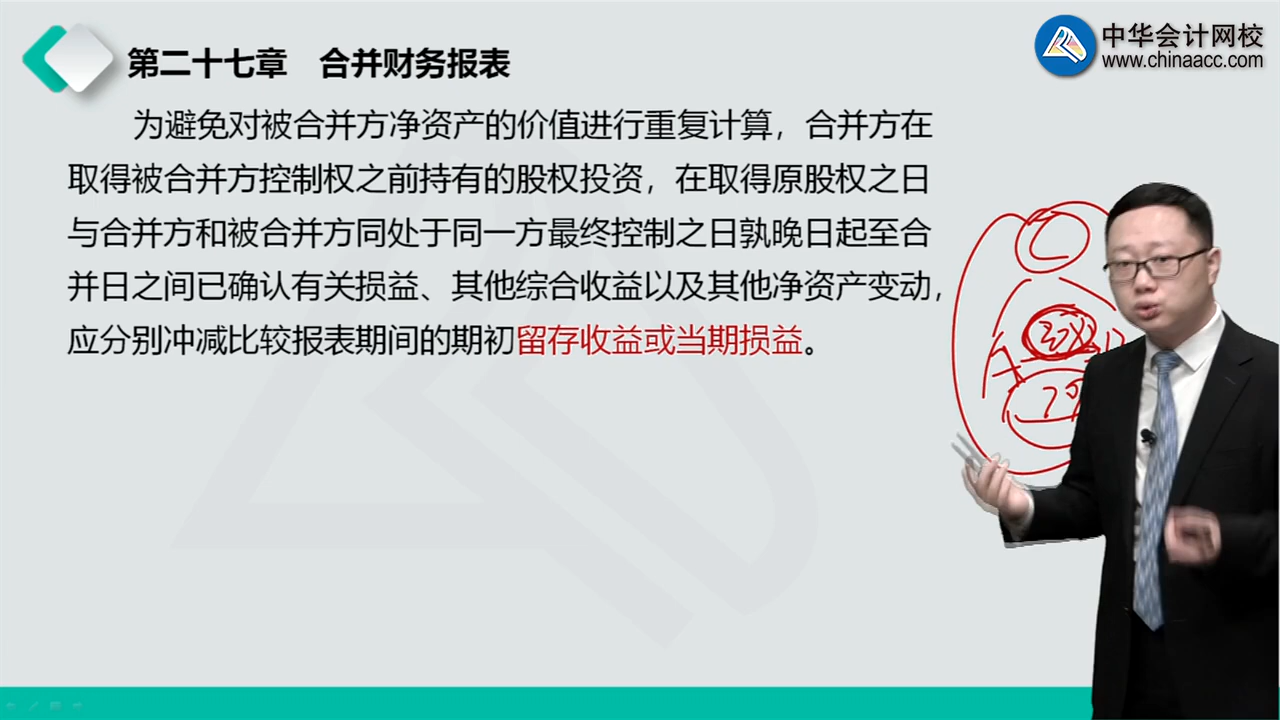 第二十七章 合并财务报表
中华会计网校
www.chinaacc.com
为避免对被合并方净资产的价值进行重复计算，合并方在
取得被合并方控制权之前持有的股权投资，在取得原股权之日
与合并方和被合并方同处于同一方最终控制之日孰晚日起至合
并日之间已确认有关损益、其他综合收益以及其他净资产变动，
应分别冲减比较报表期间的期初留存收益或当期损益。
C
A